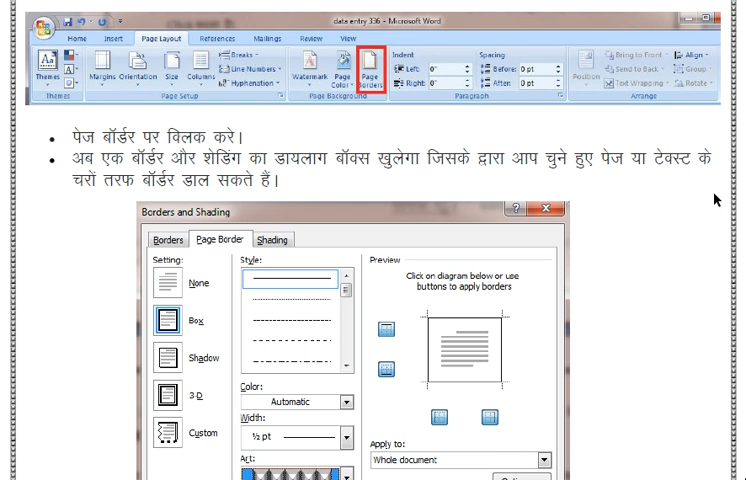 data entry 336 - Microsoft Word
Home Insert Page Layout References Mailings Review View
Themes
Themes
Margins Orientation Size Columns
Breaks
Line Numbers
Hyphenation
Page Setup
Watermark Page Color Page Borders
Page Background
Indent
Left: 0"
Right: 0"
Spacing
Before: 0 pt
After: 0 pt
Paragraph
Position
Bring to Front
Send to Back
Text Wrapping
Align
Group
Rotate
Arrange
• पेज बॉर्डर पर क्लिक करे।
• अब एक बॉर्डर और शेडिंग का डायलाग बॉक्स खुलेगा जिसके द्वारा आप चुने हुए पेज या टेक्स्ट के
चरों तरफ बॉर्डर डाल सकते हैं।
Borders and Shading
Borders Page Border Shading
Setting:
None
Box
Shadow
3-D
Custom
Style:
Color:
Automatic
Width:
½ pt
Art:
Preview
Click on diagram below or use
buttons to apply borders
Apply to:
Whole document